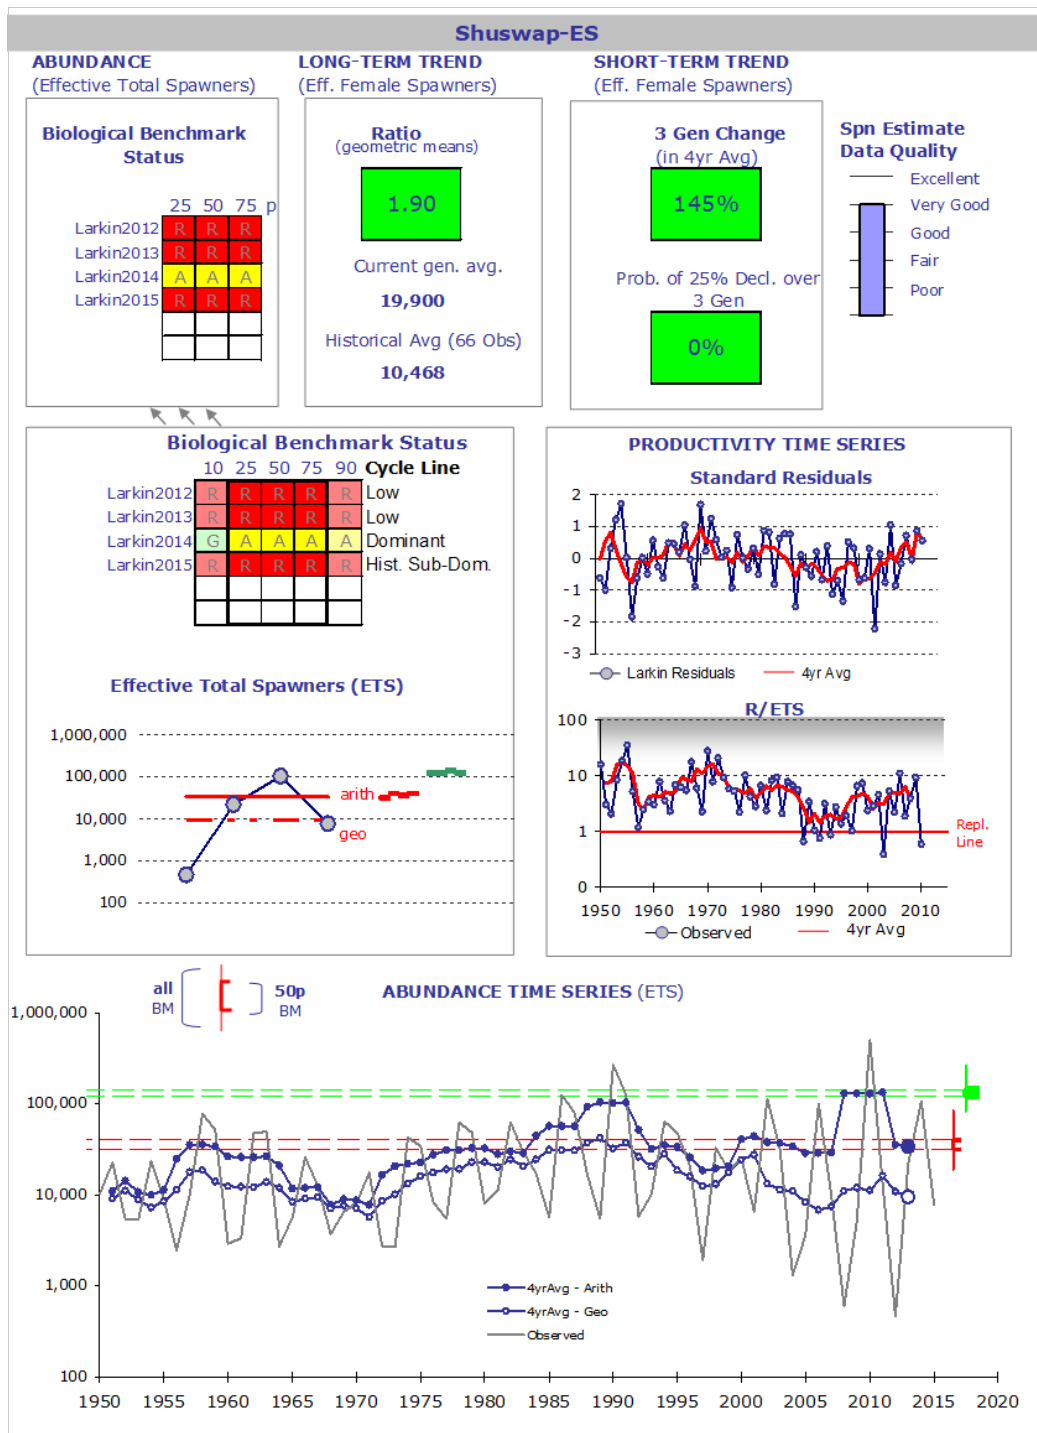 Shuswap-ES
ABUNDANCE
(Effective Total Spawners)
Biological Benchmark
Status
25 50 75 p
Larkin2012 R R R
Larkin2013 R R R
Larkin2014 A A A
Larkin2015 R R R
LONG-TERM TREND
(Eff. Female Spawners)
Ratio
(geometric means)
1.90
Current gen. avg.
19,900
Historical Avg (66 Obs)
10,468
SHORT-TERM TREND
(Eff. Female Spawners)
3 Gen Change
(in 4yr Avg)
145%
Prob. of 25% Decl. over
3 Gen
0%
Spn Estimate
Data Quality
Excellent
Very Good
Good
Fair
Poor
Biological Benchmark Status
10 25 50 75 90 Cycle Line
Larkin2012 R R R R R Low
Larkin2013 R R R R R Low
Larkin2014 G A A A A Dominant
Larkin2015 R R R R R Hist. Sub-Dom.
Effective Total Spawners (ETS)
1,000,000
100,000
10,000
1,000
100
arith
geo
PRODUCTIVITY TIME SERIES
Standard Residuals
2
1
0
-1
-2
-3
Larkin Residuals 4yr Avg
R/ETS
100
10
1
0
Repl.
Line
1950 1960 1970 1980 1990 2000 2010
Observed 4yr Avg
all
BM
50p
BM
ABUNDANCE TIME SERIES (ETS)
1,000,000
100,000
10,000
1,000
100
4yrAvg - Arith
4yrAvg - Geo
Observed
1950 1955 1960 1965 1970 1975 1980 1985 1990 1995 2000 2005 2010 2015 2020